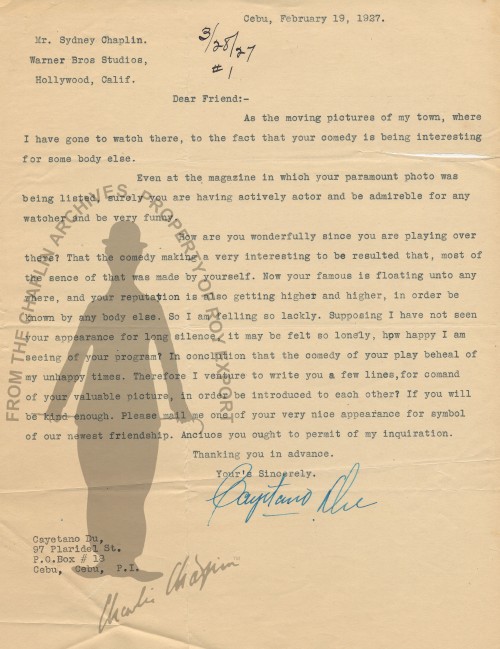 Cebu, February 19, 1927.
3/28/27
#1
Mr. Sydney Chaplin.
Warner Bros Studios,
Hollywood, Calif.
Dear Friend:-
As the moving pictures of my town, where
I have gone to watch there, to the fact that your comedy is being interesting
for some body else.
Even at the magazine in which your paramount photo was
being listed, surely you are having actively actor and be admireble for any
watcher and be very funny.
How are you wonderfully since you are playing over
there? That the comedy making a very interesting to be resulted that, most of
the sence of that was made by yourself. Now your famous is floating unto any
where, and your reputation is also getting higher and higher, in order be
known by any body else. So I am felling so lackly. Supposing I have not seen
your appearance for long silence, it may be felt so lonely, how happy I am
seeing of your program? In conclution that the comedy of your play beheal of
my unhappy times. Therefore I venture to write you a few lines,for comand
of your valuable picture, in order be introduced to each other? If you will
be kind enough. Please mail me one of your very nice appearance for symbol
of our newest friendship. Anciuos you ought to permit of my inquiration.
Thanking you in advance.
Your's Sincerely.
Cayetano Du
Cayetano Du,
97 Plaridel St.
P.O.Box # 13
Cebu, Cebu, P.I.
FROM THE CHAPLIN ARCHIVES, PROPERTY OF ROY EXPORT
Charlie Chaplin